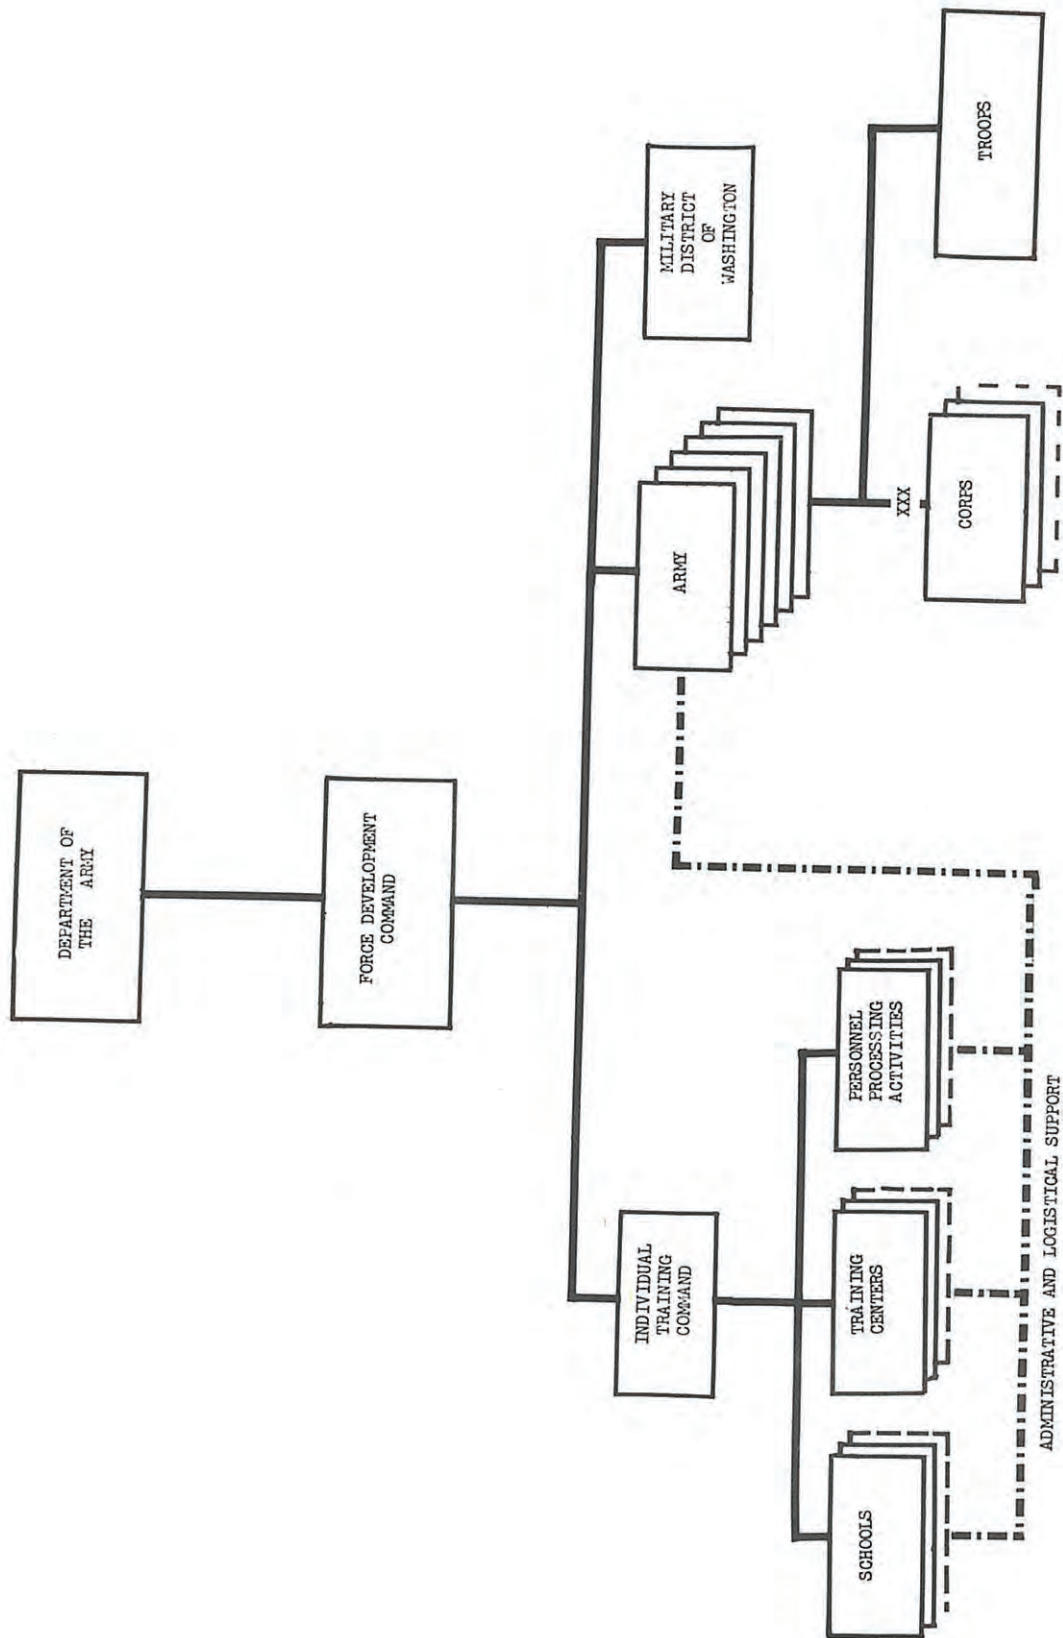 DEPARTMENT OF
THE ARMY
FORCE DEVELOPMENT
COMMAND
INDIVIDUAL
TRAINING
COMMAND
ARMY
MILITARY
DISTRICT
OF
WASHINGTON
SCHOOLS
TRAINING
CENTERS
PERSONNEL
PROCESSING
ACTIVITIES
XXX
CORPS
TROOPS
ADMINISTRATIVE AND LOGISTICAL SUPPORT